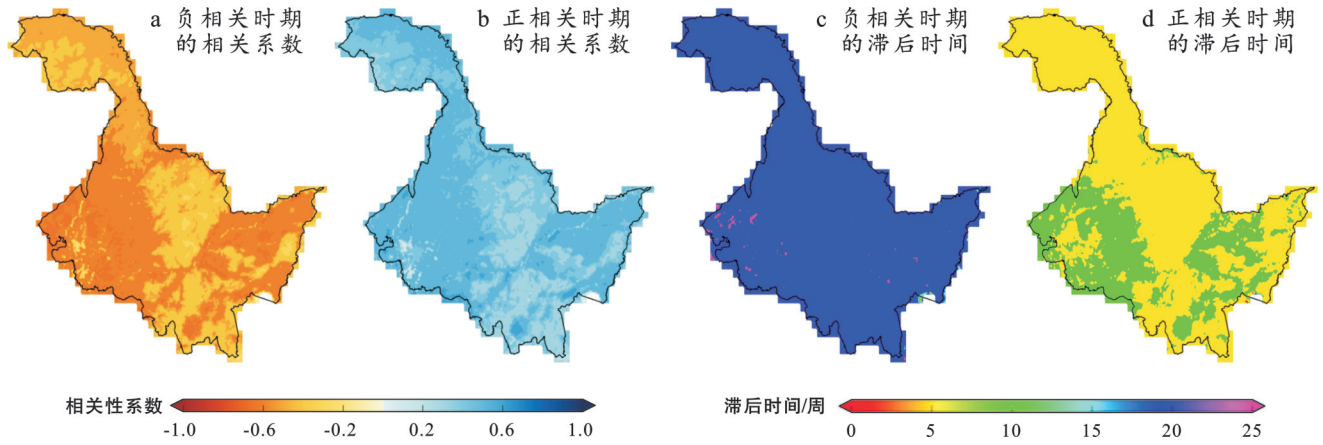 a 负相关时期
的相关系数
b 正相关时期
的相关系数
c 负相关时期
的滞后时间
d 正相关时期
的滞后时间
相关性系数
-1.0 -0.6 -0.2 0.2 0.6 1.0
滞后时间/周
0 5 10 15 20 25